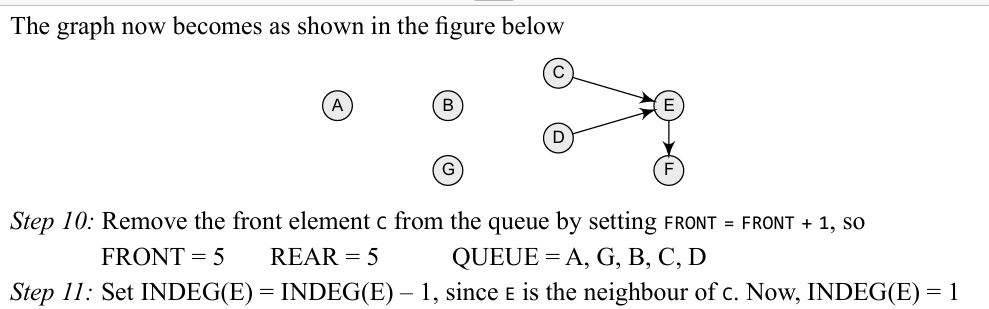 The graph now becomes as shown in the figure below
C
A
B
E
D
G
F
Step 10: Remove the front element C from the queue by setting FRONT = FRONT + 1, so
FRONT = 5 REAR = 5 QUEUE = A, G, B, C, D
Step 11: Set INDEG(E) = INDEG(E) – 1, since E is the neighbour of C. Now, INDEG(E) = 1